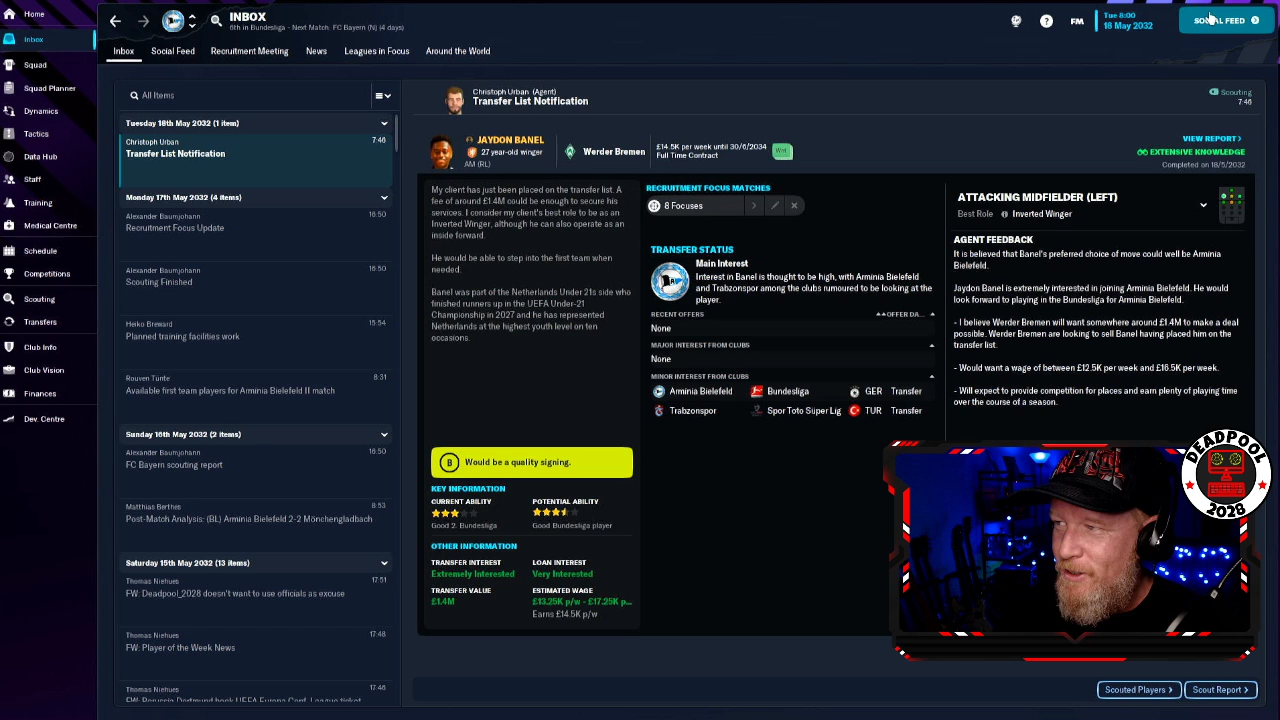 Home
INBOX
6th in Bundesliga - Next Match: FC Bayern (N) (4 days)
FM
Tue 8:00
18 May 2032
SOCIAL FEED
Inbox
Squad
Squad Planner
Dynamics
Tactics
Data Hub
Staff
Training
Medical Centre
Schedule
Competitions
Scouting
Transfers
Club Info
Club Vision
Finances
Dev. Centre
Inbox
Social Feed
Recruitment Meeting
News
Leagues in Focus
Around the World
All Items
Tuesday 18th May 2032 (1 item)
Christoph Urban
7:46
Transfer List Notification
Monday 17th May 2032 (4 items)
Alexander Baumjohann
16:50
Recruitment Focus Update
Alexander Baumjohann
16:50
Scouting Finished
Heiko Breward
15:54
Planned training facilities work
Rouven Tünte
8:31
Available first team players for Arminia Bielefeld II match
Sunday 16th May 2032 (2 items)
Alexander Baumjohann
16:50
FC Bayern scouting report
Matthias Berthes
8:53
Post-Match Analysis: (BL) Arminia Bielefeld 2-2 Mönchengladbach
Saturday 15th May 2032 (13 items)
Thomas Niehues
17:51
FW: Deadpool_2028 doesn't want to use officials as excuse
Thomas Niehues
17:48
FW: Player of the Week News
Thomas Niehues
17:46
FW: Borussia Dortmund book UEFA Europa Conf. League ticket
Christoph Urban (Agent)
Transfer List Notification
Scouting
7:46
JAYDON BANEL
27 year-old winger
AM (RL)
Werder Bremen
£14.5K per week until 30/6/2034
Full Time Contract
Wnt
VIEW REPORT >
EXTENSIVE KNOWLEDGE
Completed on 18/5/2032
My client has just been placed on the transfer list. A
fee of around £1.4M could be enough to secure his
services. I consider my client's best role to be as an
Inverted Winger, although he can also operate as an
inside forward.
He would be able to step into the first team when
needed.
Banel was part of the Netherlands Under 21s side who
finished runners up in the UEFA Under-21
Championship in 2027 and he has represented
Netherlands at the highest youth level on ten
occasions.
B
Would be a quality signing.
KEY INFORMATION
CURRENT ABILITY
POTENTIAL ABILITY
Good 2. Bundesliga
Good Bundesliga player
OTHER INFORMATION
TRANSFER INTEREST
LOAN INTEREST
Extremely Interested
Very Interested
TRANSFER VALUE
ESTIMATED WAGE
£1.4M
£13.25K p/w - £17.25K p...
Earns £14.5K p/w
RECRUITMENT FOCUS MATCHES
8 Focuses
TRANSFER STATUS
Main Interest
Interest in Banel is thought to be high, with Arminia Bielefeld
and Trabzonspor among the clubs rumoured to be looking at the
player.
RECENT OFFERS
OFFER DA...
None
MAJOR INTEREST FROM CLUBS
None
MINOR INTEREST FROM CLUBS
Arminia Bielefeld
Bundesliga
GER
Transfer
Trabzonspor
Spor Toto Süper Lig
TUR
Transfer
ATTACKING MIDFIELDER (LEFT)
Best Role
Inverted Winger
AGENT FEEDBACK
It is believed that Banel's preferred choice of move could well be Arminia
Bielefeld.
Jaydon Banel is extremely interested in joining Arminia Bielefeld. He would
look forward to playing in the Bundesliga for Arminia Bielefeld.
- I believe Werder Bremen will want somewhere around £1.4M to make a deal
possible. Werder Bremen are looking to sell Banel having placed him on the
transfer list.
- Would want a wage of between £12.5K per week and £16.5K per week.
- Will expect to provide competition for places and earn plenty of playing time
over the course of a season.
DEADPOOL
2028
Scouted Players >
Scout Report >